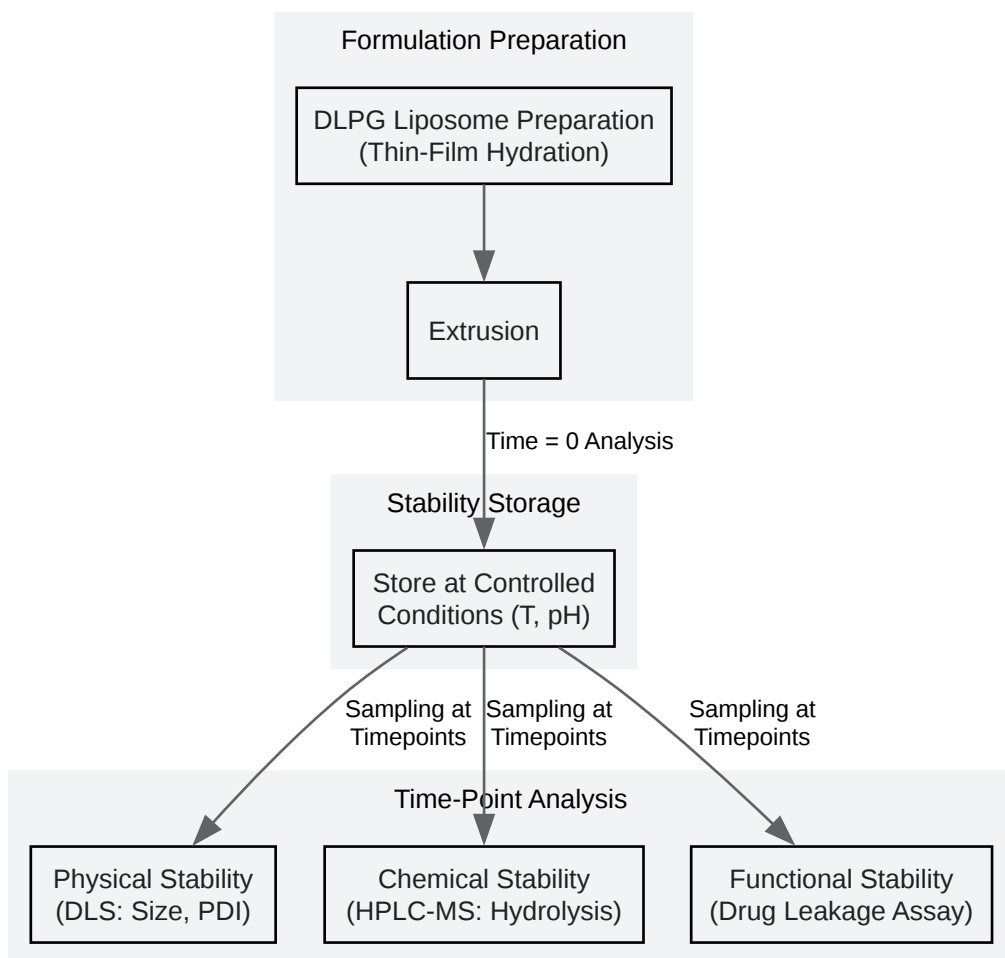 Formulation Preparation
DLPG Liposome Preparation
(Thin-Film Hydration)
Extrusion
Time = 0 Analysis
Stability Storage
Store at Controlled
Conditions (T, pH)
Sampling at
Timepoints
Sampling at
Timepoints
Sampling at
Timepoints
Time-Point Analysis
Physical Stability
(DLS: Size, PDI)
Chemical Stability
(HPLC-MS: Hydrolysis)
Functional Stability
(Drug Leakage Assay)